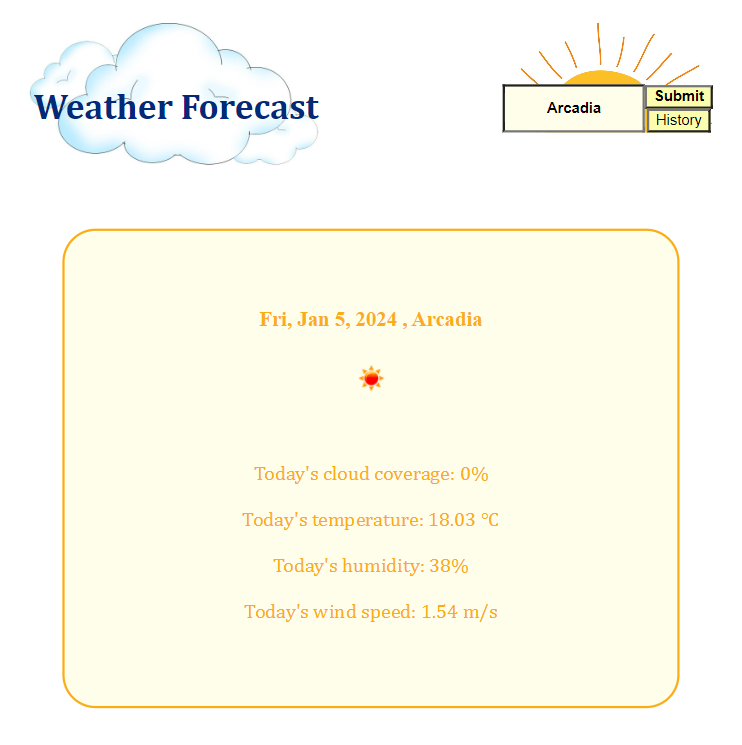 Weather Forecast
Arcadia
Submit
History
Fri, Jan 5, 2024 , Arcadia
Today's cloud coverage: 0%
Today's temperature: 18.03 °C
Today's humidity: 38%
Today's wind speed: 1.54 m/s